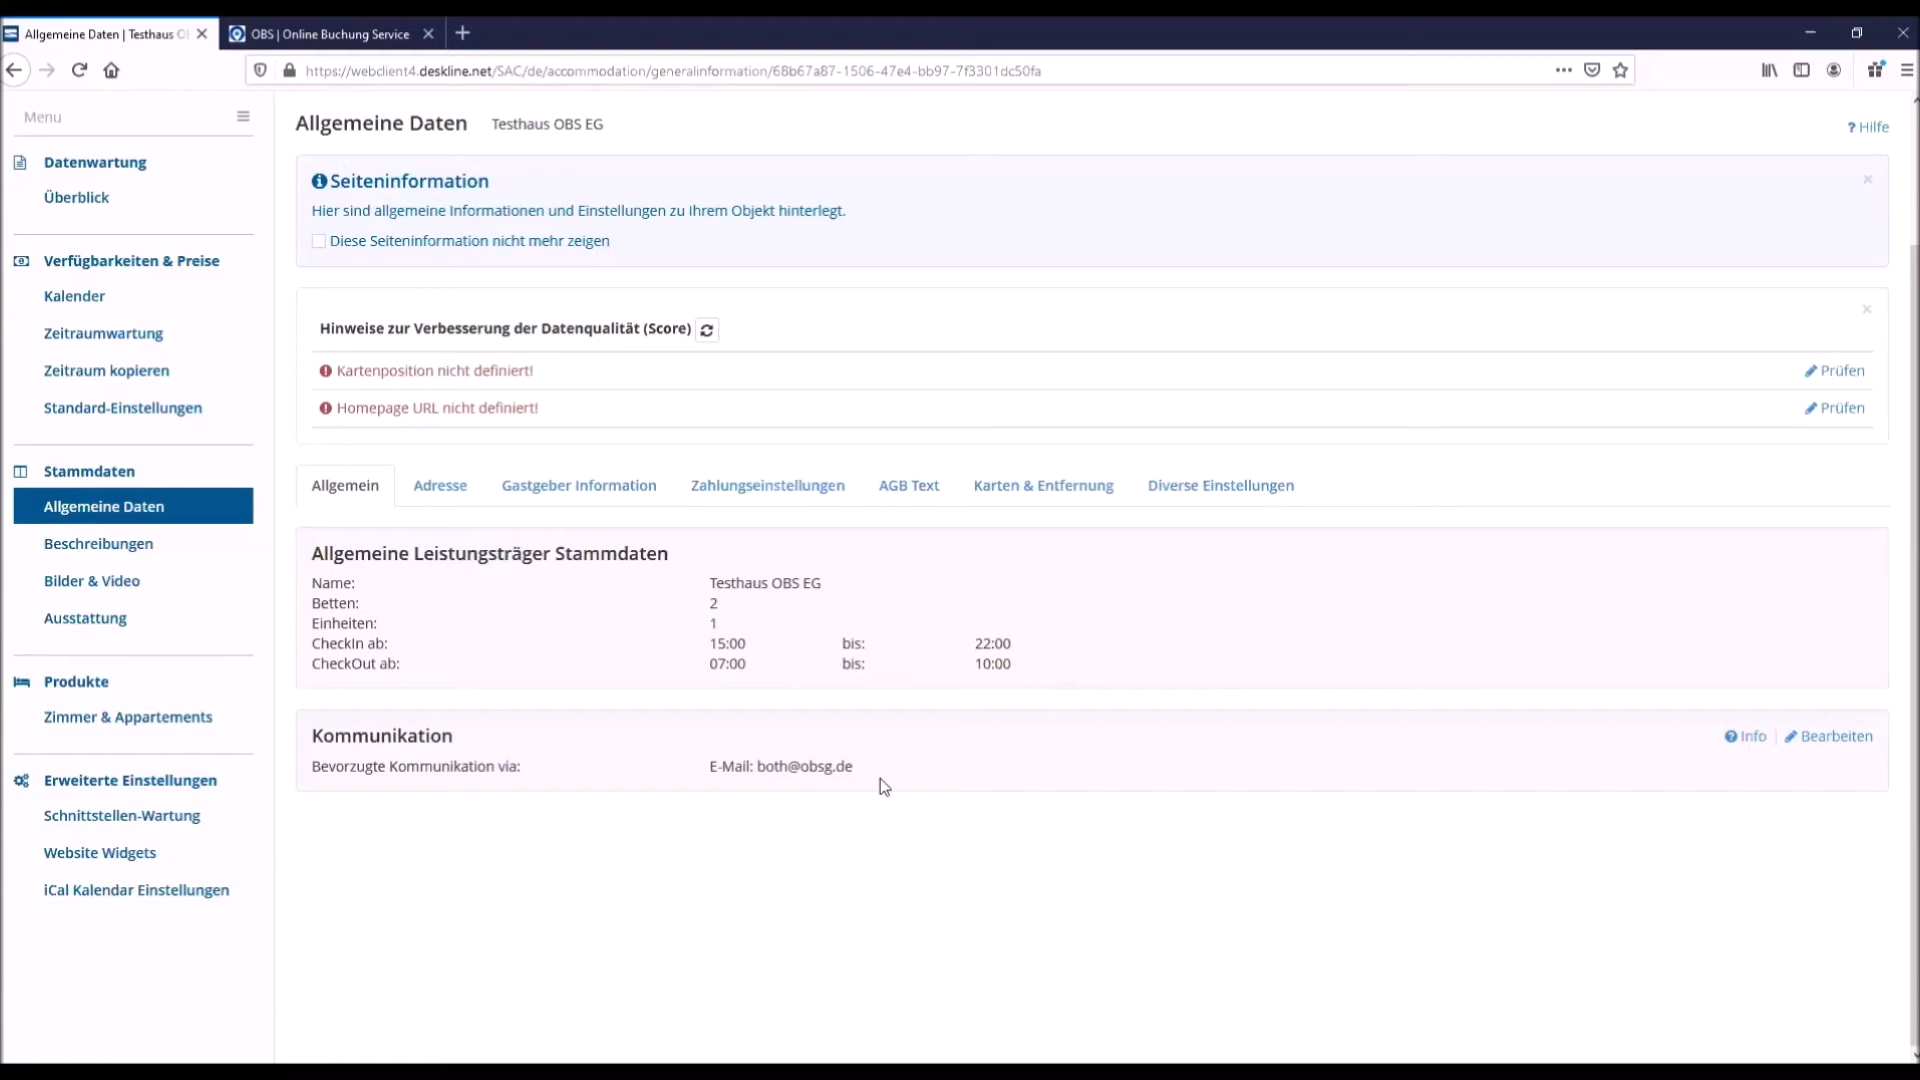 Allgemeine Daten | Testhaus OB
OBS | Online Buchung Service
https://webclient4.deskline.net/SAC/de/accommodation/generalinformation/68b67a87-1506-47e4-bb97-7f3301dc50fa
Menu
Datenwartung
Überblick
Verfügbarkeiten & Preise
Kalender
Zeitraumwartung
Zeitraum kopieren
Standard-Einstellungen
Stammdaten
Allgemeine Daten
Beschreibungen
Bilder & Video
Ausstattung
Produkte
Zimmer & Appartements
Erweiterte Einstellungen
Schnittstellen-Wartung
Website Widgets
iCal Kalendar Einstellungen
Allgemeine Daten Testhaus OBS EG
? Hilfe
Seiteninformation
Hier sind allgemeine Informationen und Einstellungen zu Ihrem Objekt hinterlegt.
Diese Seiteninformation nicht mehr zeigen
Hinweise zur Verbesserung der Datenqualität (Score)
Kartenposition nicht definiert! Prüfen
Homepage URL nicht definiert! Prüfen
Allgemein Adresse Gastgeber Information Zahlungseinstellungen AGB Text Karten & Entfernung Diverse Einstellungen
Allgemeine Leistungsträger Stammdaten
Name: Testhaus OBS EG
Betten: 2
Einheiten: 1
CheckIn ab: 15:00 bis: 22:00
CheckOut ab: 07:00 bis: 10:00
Kommunikation Info | Bearbeiten
Bevorzugte Kommunikation via: E-Mail: both@obsg.de